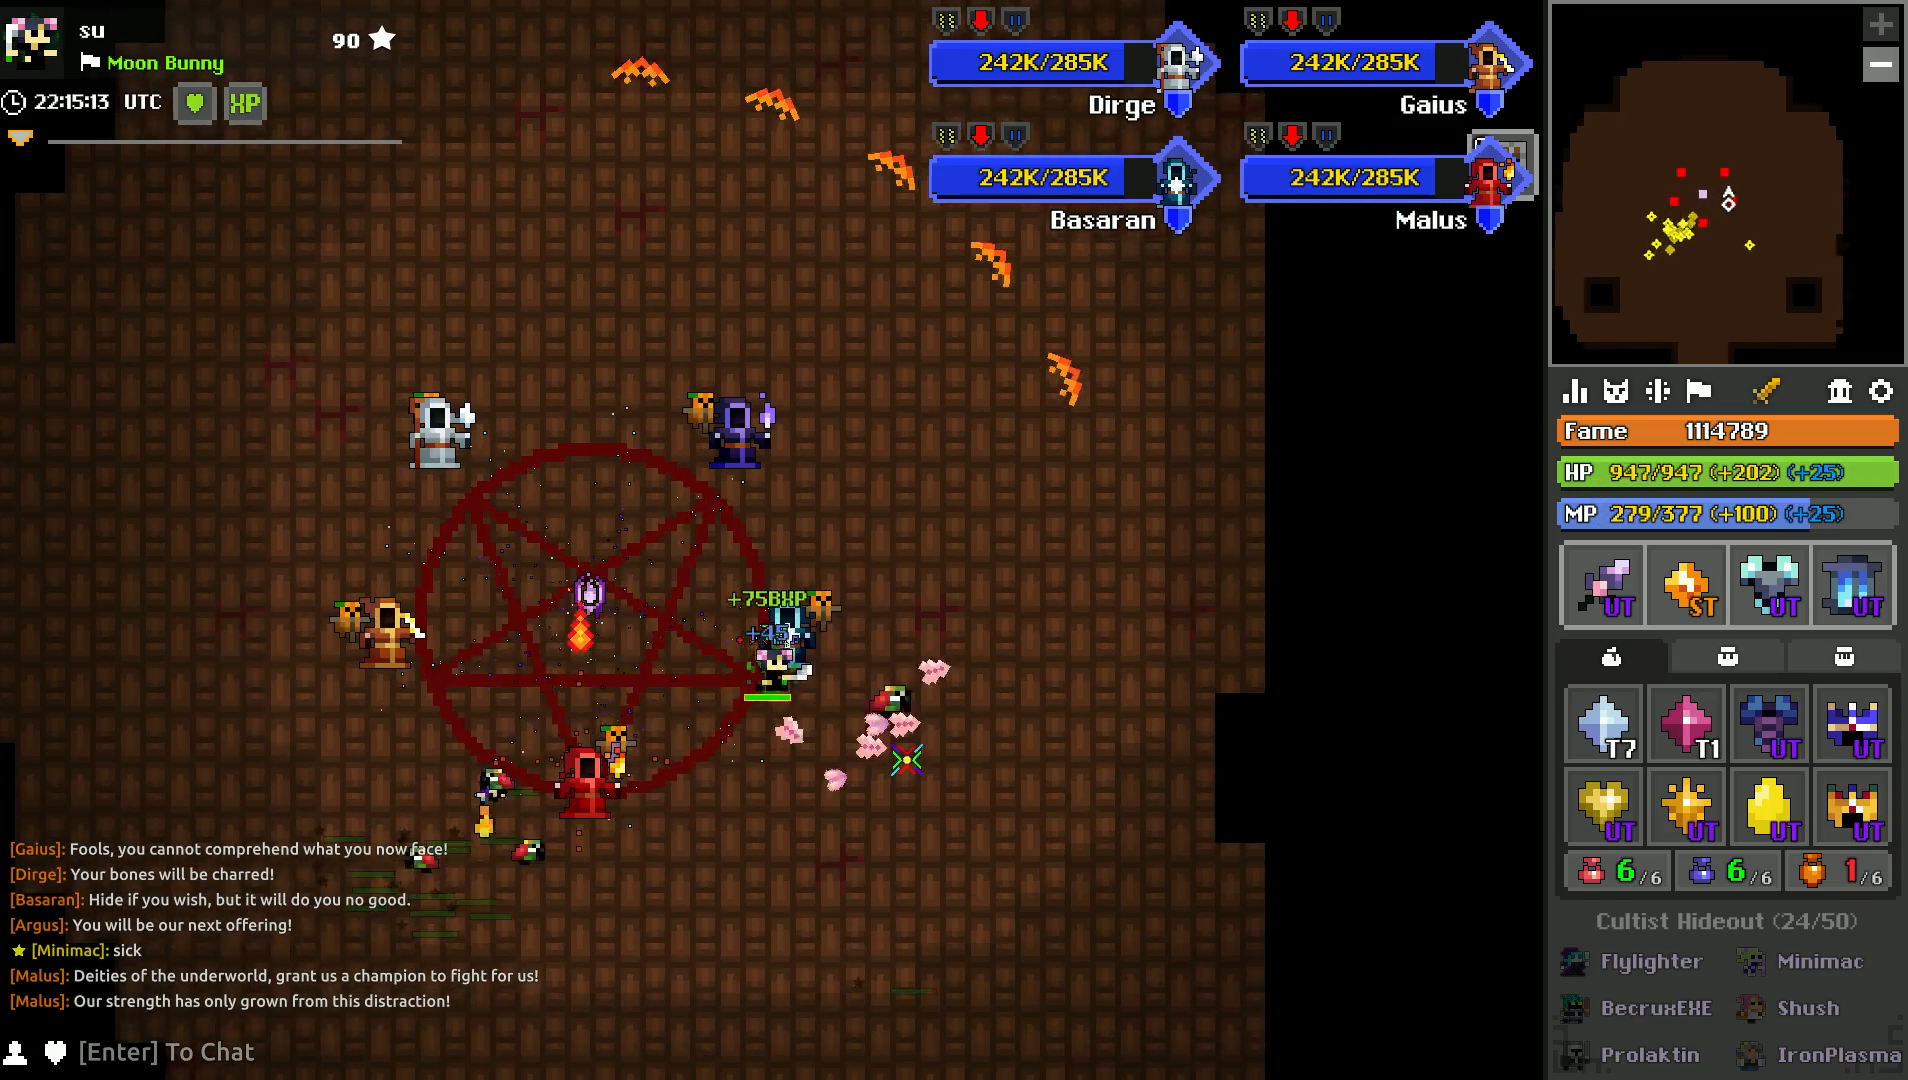 su
90
Moon Bunny
22:15:13 UTC
XP
242K/285K
Dirge
242K/285K
Gaius
242K/285K
Basaran
242K/285K
Malus
Fame 1114789
HP 947/947 (+202) (+25)
MP 279/377 (+100) (+25)
UT ST UT UT
T7 T1 UT UT
UT UT UT UT
6/6 6/6 1/6
Cultist Hideout (24/50)
Flylighter Minimac
BecruxEXE Shush
Prolaktin IronPlasma
+75BXP
+45
[Gaius]: Fools, you cannot comprehend what you now face!
[Dirge]: Your bones will be charred!
[Basaran]: Hide if you wish, but it will do you no good.
[Argus]: You will be our next offering!
[Minimac]: sick
[Malus]: Deities of the underworld, grant us a champion to fight for us!
[Malus]: Our strength has only grown from this distraction!
[Enter] To Chat